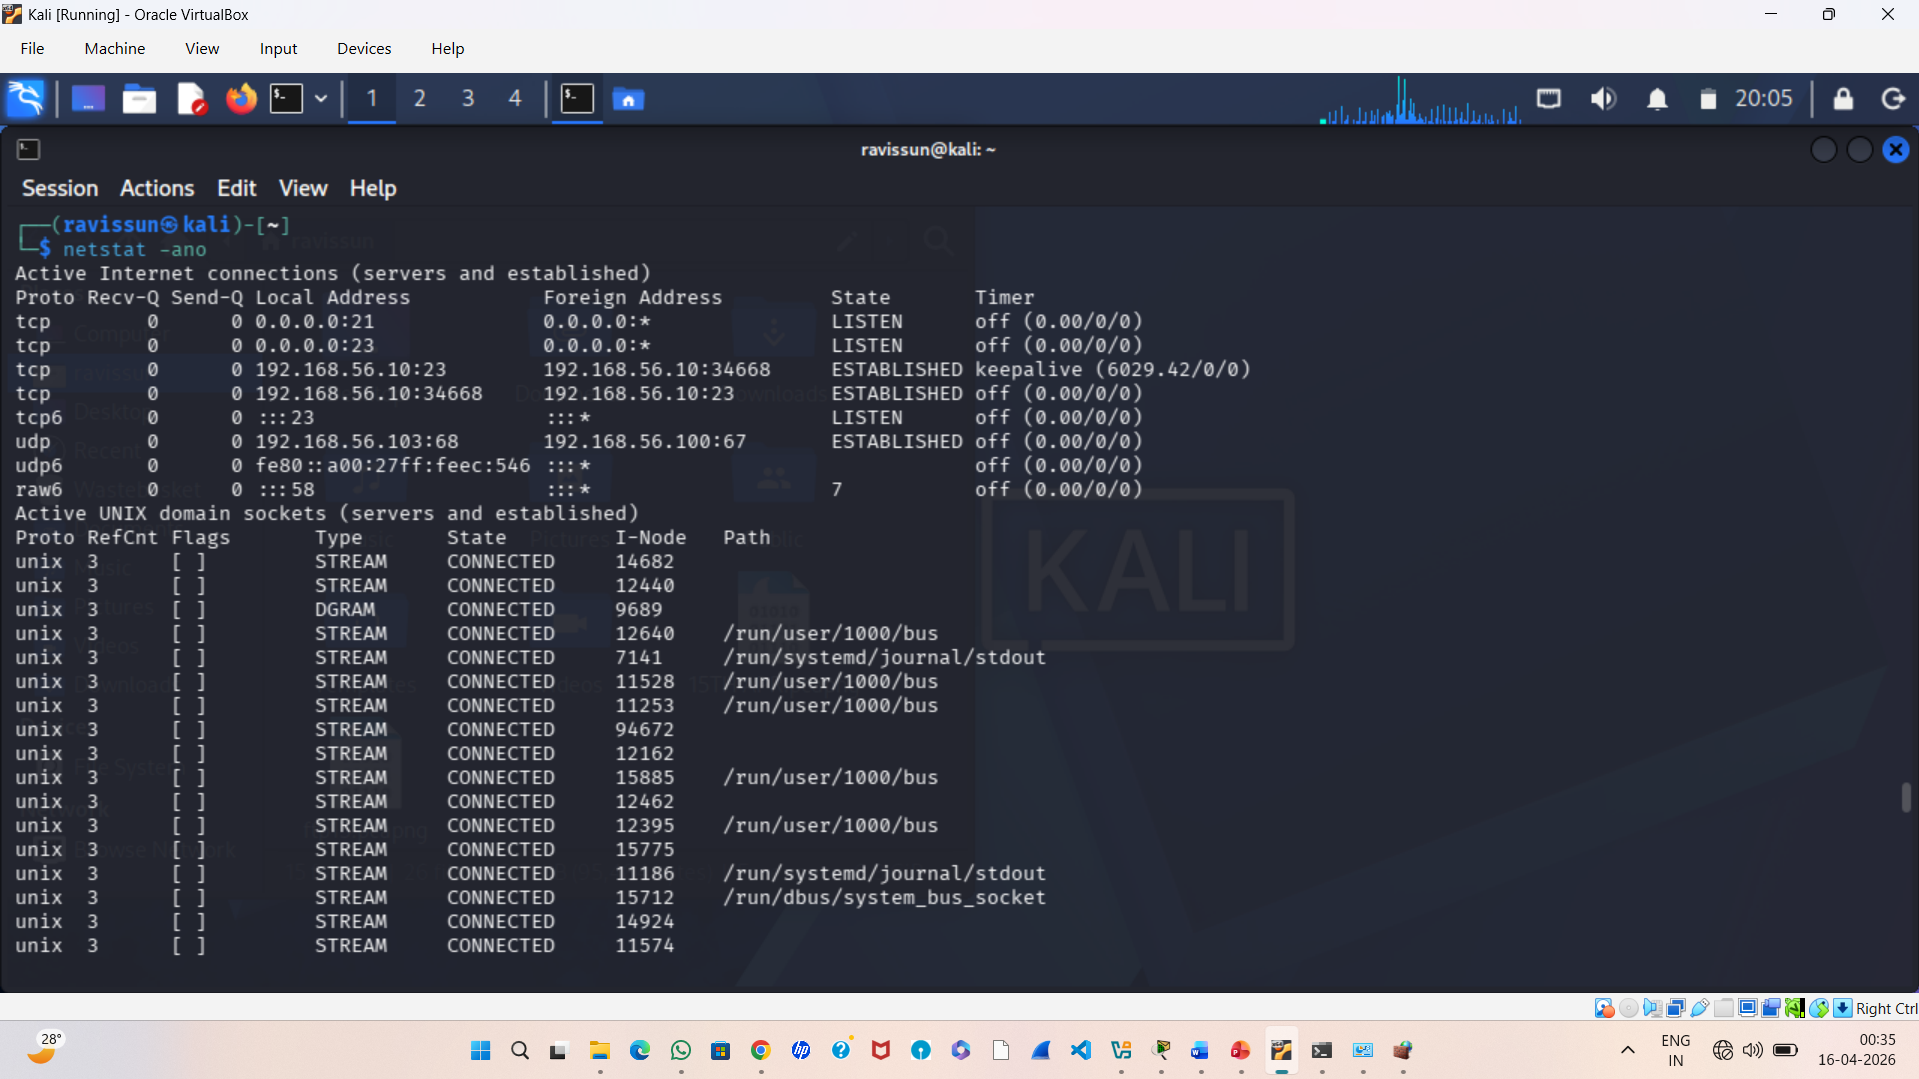 Kali [Running] - Oracle VirtualBox
File Machine View Input Devices Help
1 2 3 4 20:05
ravissun@kali: ~
Session Actions Edit View Help
┌──(ravissun㉿kali)-[~]
└─$ netstat -ano
Active Internet connections (servers and established)
Proto Recv-Q Send-Q Local Address Foreign Address State Timer
tcp 0 0 0.0.0.0:21 0.0.0.0:* LISTEN off (0.00/0/0)
tcp 0 0 0.0.0.0:23 0.0.0.0:* LISTEN off (0.00/0/0)
tcp 0 0 192.168.56.10:23 192.168.56.10:34668 ESTABLISHED keepalive (6029.42/0/0)
tcp 0 0 192.168.56.10:34668 192.168.56.10:23 ESTABLISHED off (0.00/0/0)
tcp6 0 0 :::23 :::* LISTEN off (0.00/0/0)
udp 0 0 192.168.56.103:68 192.168.56.100:67 ESTABLISHED off (0.00/0/0)
udp6 0 0 fe80::a00:27ff:feec:546 :::* off (0.00/0/0)
raw6 0 0 :::58 :::* 7 off (0.00/0/0)
Active UNIX domain sockets (servers and established)
Proto RefCnt Flags Type State I-Node Path
unix 3 [ ] STREAM CONNECTED 14682
unix 3 [ ] STREAM CONNECTED 12440
unix 3 [ ] DGRAM CONNECTED 9689
unix 3 [ ] STREAM CONNECTED 12640 /run/user/1000/bus
unix 3 [ ] STREAM CONNECTED 7141 /run/systemd/journal/stdout
unix 3 [ ] STREAM CONNECTED 11528 /run/user/1000/bus
unix 3 [ ] STREAM CONNECTED 11253 /run/user/1000/bus
unix 3 [ ] STREAM CONNECTED 94672
unix 3 [ ] STREAM CONNECTED 12162
unix 3 [ ] STREAM CONNECTED 15885 /run/user/1000/bus
unix 3 [ ] STREAM CONNECTED 12462
unix 3 [ ] STREAM CONNECTED 12395 /run/user/1000/bus
unix 3 [ ] STREAM CONNECTED 15775
unix 3 [ ] STREAM CONNECTED 11186 /run/systemd/journal/stdout
unix 3 [ ] STREAM CONNECTED 15712 /run/dbus/system_bus_socket
unix 3 [ ] STREAM CONNECTED 14924
unix 3 [ ] STREAM CONNECTED 11574
KALI
Right Ctrl
28°
ENG
IN
00:35
16-04-2026